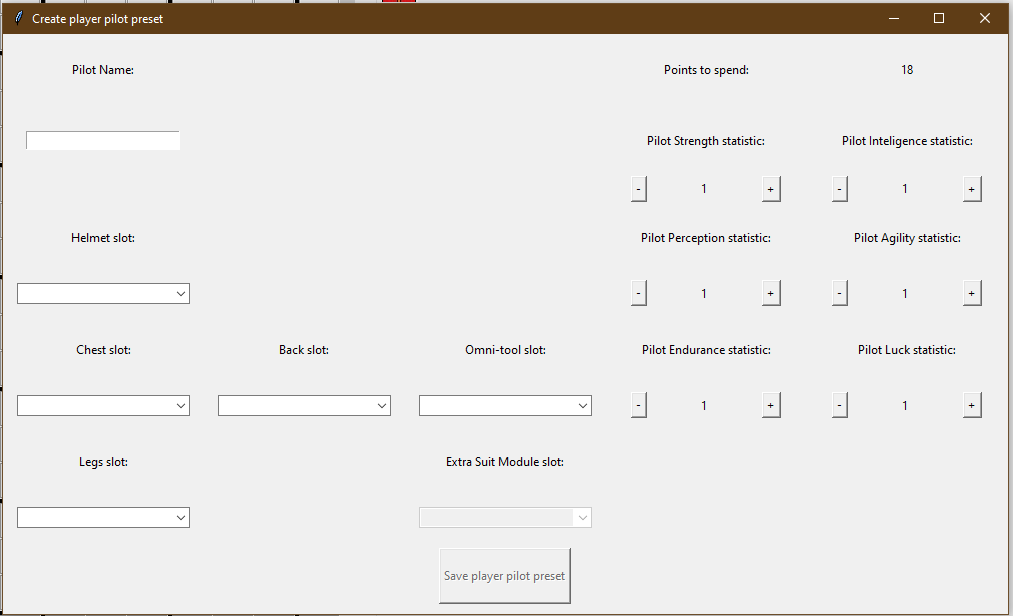 Create player pilot preset
Pilot Name:
Points to spend: 18
Pilot Strength statistic: Pilot Inteligence statistic:
- 1 + - 1 +
Helmet slot: Pilot Perception statistic: Pilot Agility statistic:
- 1 + - 1 +
Chest slot: Back slot: Omni-tool slot: Pilot Endurance statistic: Pilot Luck statistic:
- 1 + - 1 +
Legs slot: Extra Suit Module slot:
Save player pilot preset